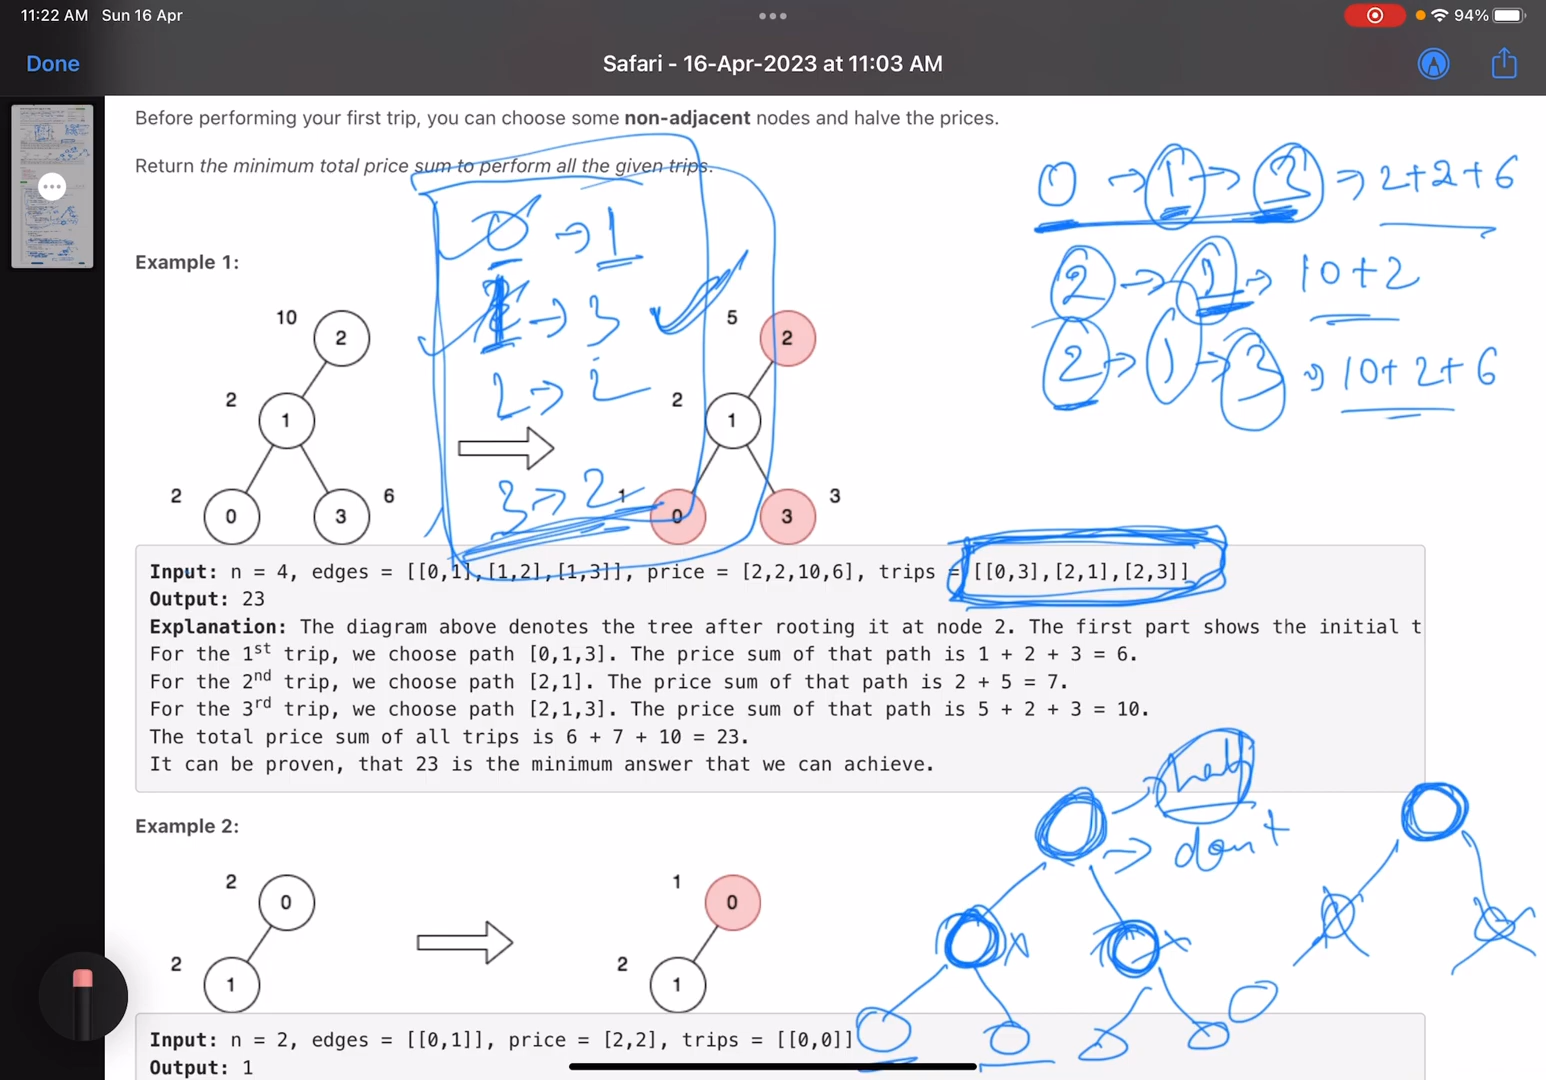 11:22 AM Sun 16 Apr
94%
Done
Safari - 16-Apr-2023 at 11:03 AM
Before performing your first trip, you can choose some non-adjacent nodes and halve the prices.
Return the minimum total price sum to perform all the given trips.
0 → 1 → 3 → 2+2+6
2 → 1 → 10+2
2 → 1 → 3 → 10+2+6
0 → 1
1 → 3
2 → 2
3 → 2
Example 1:
10 2
2 1
2 0 3 6
5 2
2 1
1 0 3 3
Input: n = 4, edges = [[0,1],[1,2],[1,3]], price = [2,2,10,6], trips = [[0,3],[2,1],[2,3]]
Output: 23
Explanation: The diagram above denotes the tree after rooting it at node 2. The first part shows the initial t
For the 1st trip, we choose path [0,1,3]. The price sum of that path is 1 + 2 + 3 = 6.
For the 2nd trip, we choose path [2,1]. The price sum of that path is 2 + 5 = 7.
For the 3rd trip, we choose path [2,1,3]. The price sum of that path is 5 + 2 + 3 = 10.
The total price sum of all trips is 6 + 7 + 10 = 23.
It can be proven, that 23 is the minimum answer that we can achieve.
half
→ don't
Example 2:
2 0
2 1
1 0
2 1
Input: n = 2, edges = [[0,1]], price = [2,2], trips = [[0,0]]
Output: 1